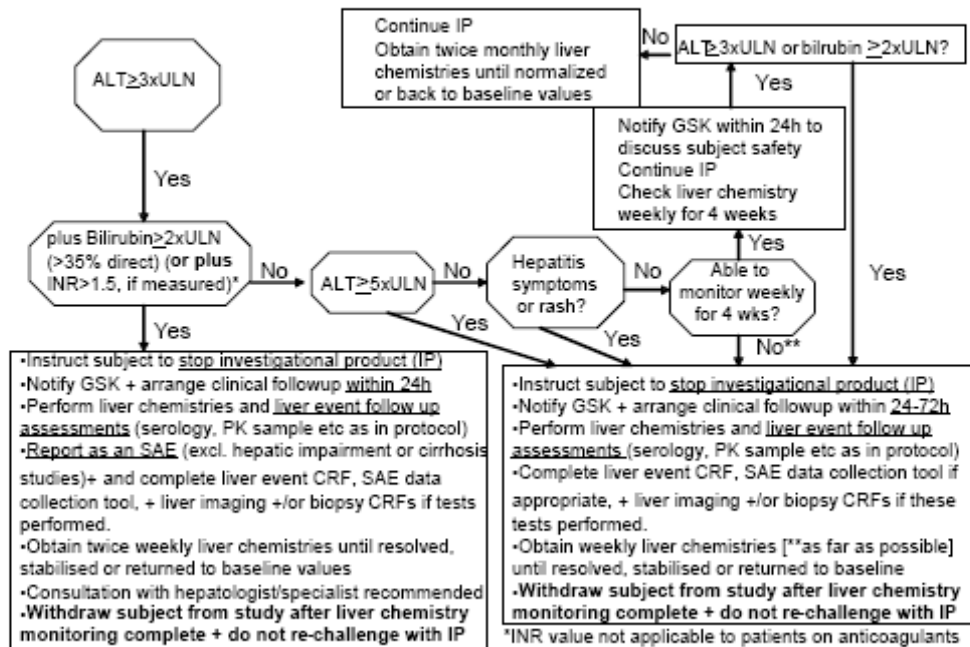 ALT≥3xULN
Yes
plus Bilirubin≥2xULN
(>35% direct) (or plus
INR>1.5, if measured)*
No
Yes
ALT≥5xULN
No
Yes
Hepatitis
symptoms
or rash?
No
Yes
Able to
monitor weekly
for 4 wks?
Yes
No**
Notify GSK within 24h to
discuss subject safety
Continue IP
Check liver chemistry
weekly for 4 weeks
Yes
ALT≥3xULN or bilrubin ≥2xULN?
No
Yes
Continue IP
Obtain twice monthly liver
chemistries until normalized
or back to baseline values
•Instruct subject to stop investigational product (IP)
•Notify GSK + arrange clinical followup within 24h
•Perform liver chemistries and liver event follow up
assessments (serology, PK sample etc as in protocol)
•Report as an SAE (excl. hepatic impairment or cirrhosis
studies)+ and complete liver event CRF, SAE data
collection tool, + liver imaging +/or biopsy CRFs if tests
performed.
•Obtain twice weekly liver chemistries until resolved,
stabilised or returned to baseline values
•Consultation with hepatologist/specialist recommended
•Withdraw subject from study after liver chemistry
monitoring complete + do not re-challenge with IP
•Instruct subject to stop investigational product (IP)
•Notify GSK + arrange clinical followup within 24-72h
•Perform liver chemistries and liver event follow up
assessments (serology, PK sample etc as in protocol)
•Complete liver event CRF, SAE data collection tool if
appropriate, + liver imaging +/or biopsy CRFs if these
tests performed.
•Obtain weekly liver chemistries [**as far as possible]
until resolved, stabilised or returned to baseline
•Withdraw subject from study after liver chemistry
monitoring complete + do not re-challenge with IP
*INR value not applicable to patients on anticoagulants